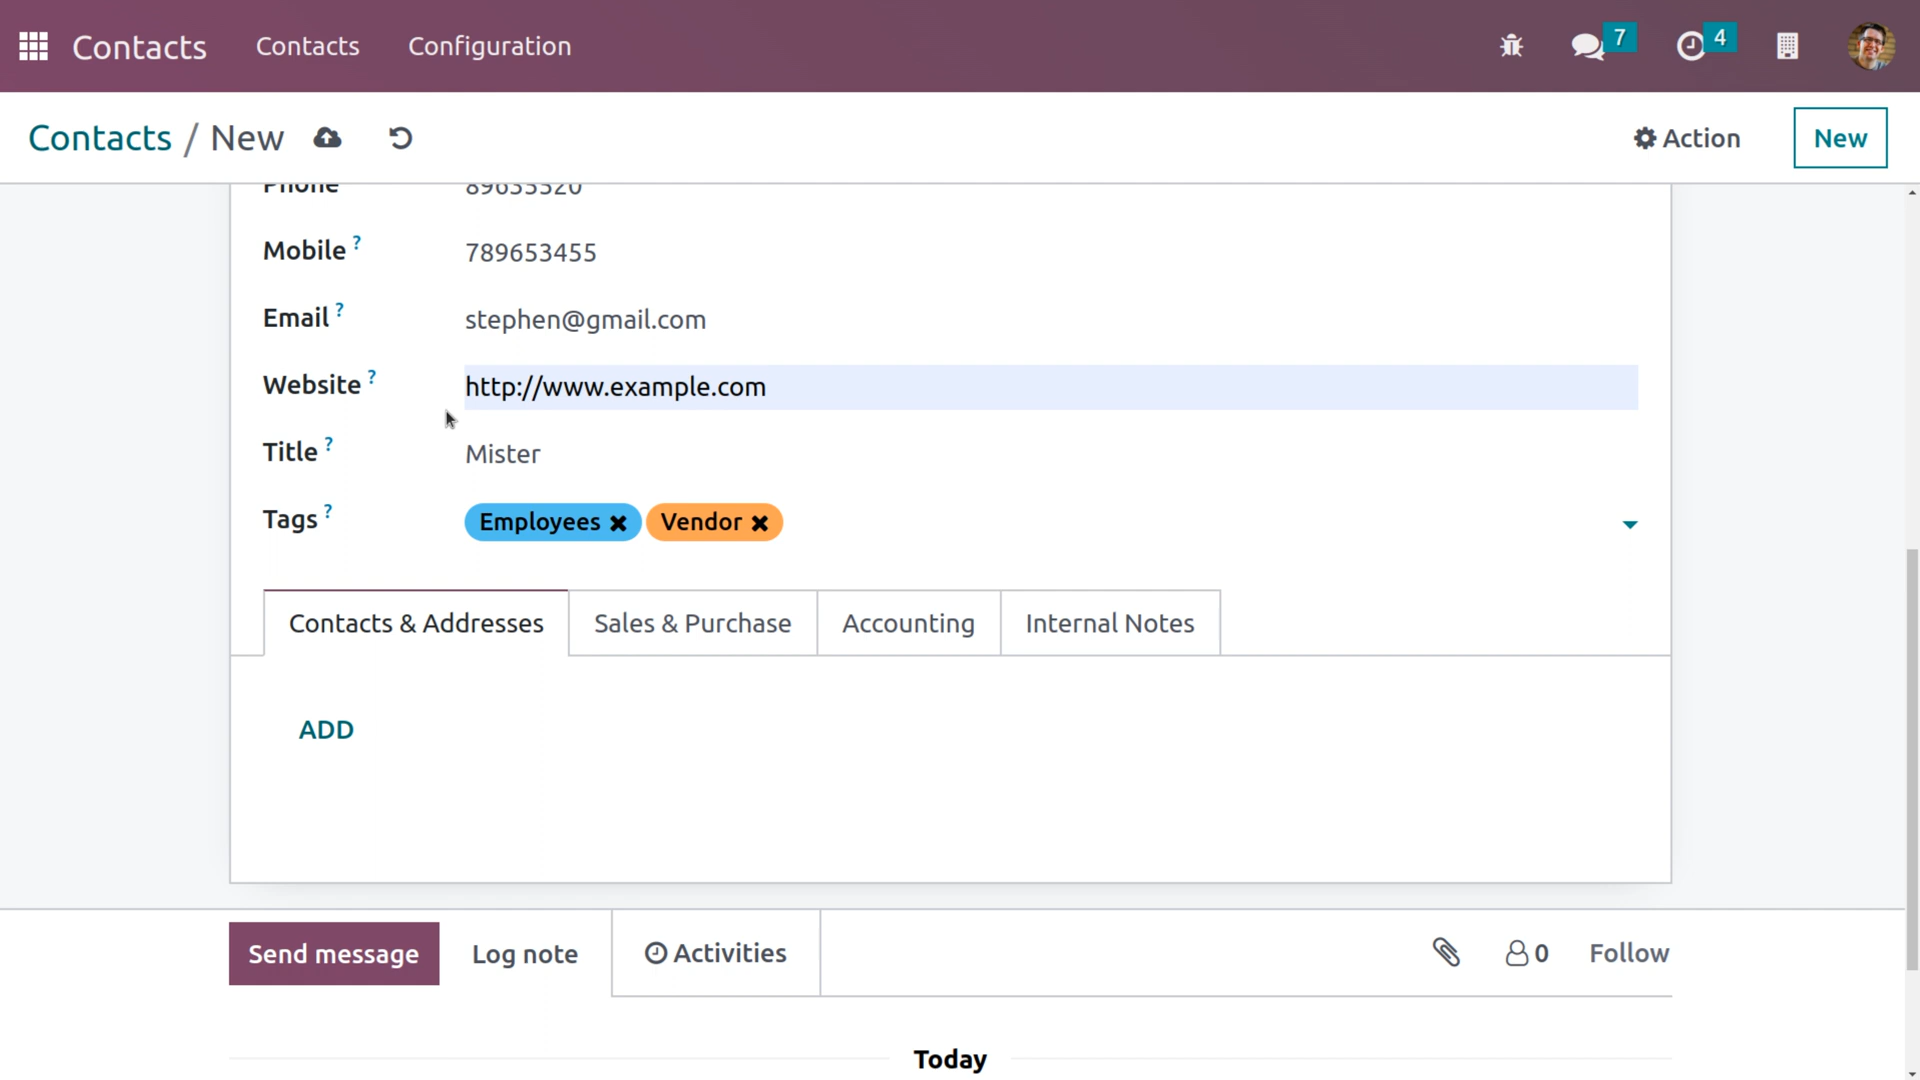 Contacts Contacts Configuration 7 4
Contacts / New Action New
Phone 89635520
Mobile ? 789653455
Email ? stephen@gmail.com
Website ? http://www.example.com
Title ? Mister
Tags ? Employees Vendor
Contacts & Addresses Sales & Purchase Accounting Internal Notes
ADD
Send message Log note Activities 0 Follow
Today